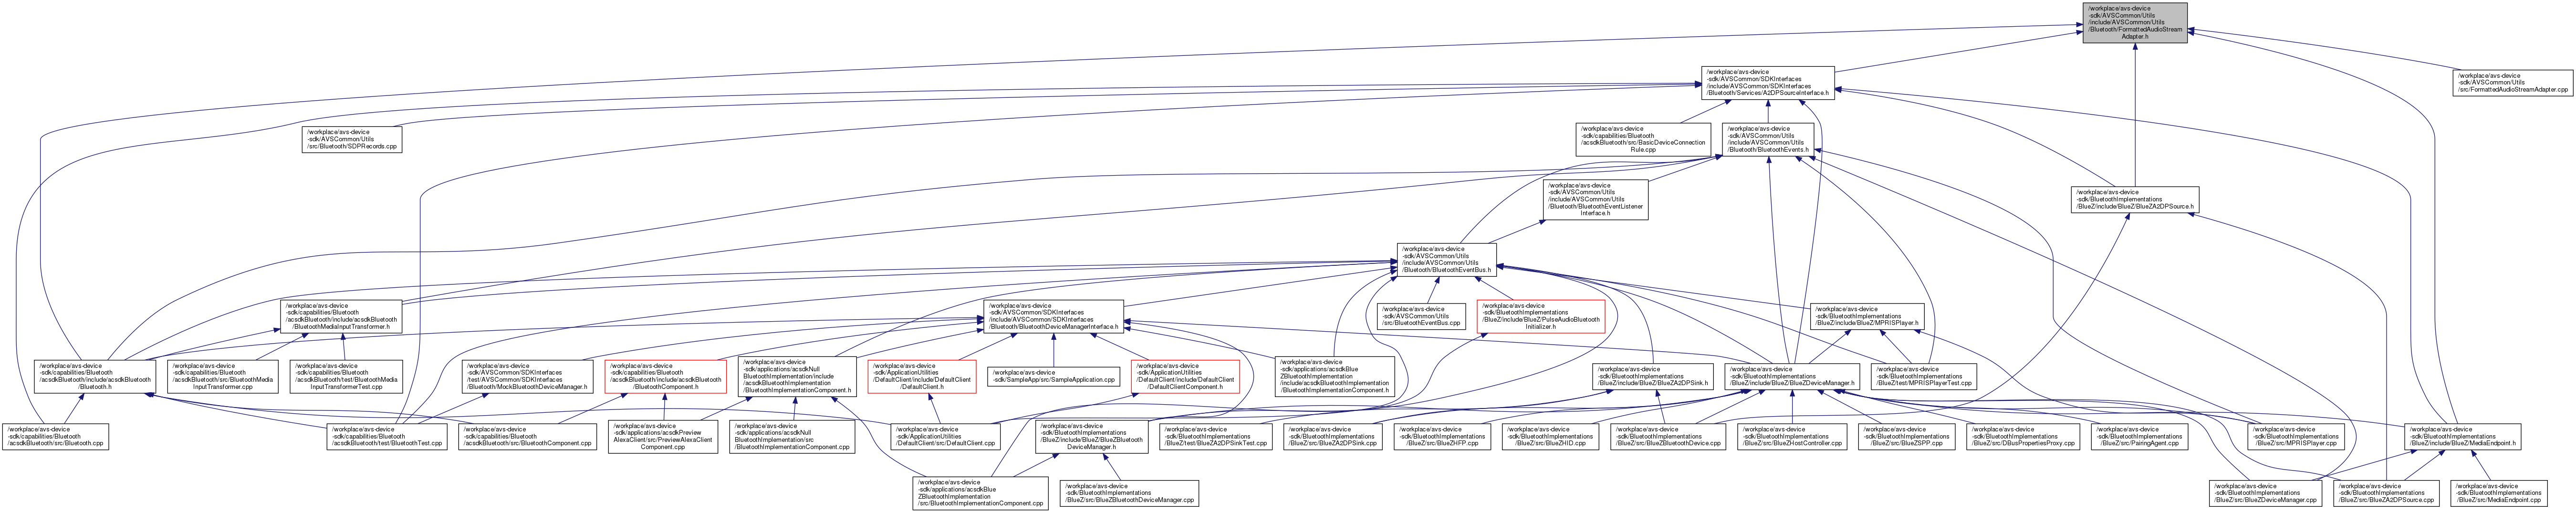 /workplace/avs-device
-sdk/AVSCommon/Utils
/include/AVSCommon/Utils
/Bluetooth/FormattedAudioStream
Adapter.h
/workplace/avs-device
-sdk/AVSCommon/SDKInterfaces
/include/AVSCommon/SDKInterfaces
/Bluetooth/Services/A2DPSourceInterface.h
/workplace/avs-device
-sdk/AVSCommon/Utils
/src/FormattedAudioStreamAdapter.cpp
/workplace/avs-device
-sdk/AVSCommon/Utils
/src/Bluetooth/SDPRecords.cpp
/workplace/avs-device
-sdk/capabilities/Bluetooth
/acsdkBluetooth/src/BasicDeviceConnection
Rule.cpp
/workplace/avs-device
-sdk/AVSCommon/Utils
/include/AVSCommon/Utils
/Bluetooth/BluetoothEvents.h
/workplace/avs-device
-sdk/AVSCommon/Utils
/include/AVSCommon/Utils
/Bluetooth/BluetoothEventListener
Interface.h
/workplace/avs-device
-sdk/BluetoothImplementations
/BlueZ/include/BlueZ/BlueZA2DPSource.h
/workplace/avs-device
-sdk/AVSCommon/Utils
/include/AVSCommon/Utils
/Bluetooth/BluetoothEventBus.h
/workplace/avs-device
-sdk/capabilities/Bluetooth
/acsdkBluetooth/include/acsdkBluetooth
/BluetoothMediaInputTransformer.h
/workplace/avs-device
-sdk/AVSCommon/SDKInterfaces
/include/AVSCommon/SDKInterfaces
/Bluetooth/BluetoothDeviceManagerInterface.h
/workplace/avs-device
-sdk/AVSCommon/Utils
/src/BluetoothEventBus.cpp
/workplace/avs-device
-sdk/BluetoothImplementations
/BlueZ/include/BlueZ/PulseAudioBluetooth
Initializer.h
/workplace/avs-device
-sdk/BluetoothImplementations
/BlueZ/include/BlueZ/MPRISPlayer.h
/workplace/avs-device
-sdk/capabilities/Bluetooth
/acsdkBluetooth/include/acsdkBluetooth
/Bluetooth.h
/workplace/avs-device
-sdk/capabilities/Bluetooth
/acsdkBluetooth/src/BluetoothMedia
InputTransformer.cpp
/workplace/avs-device
-sdk/capabilities/Bluetooth
/acsdkBluetooth/test/BluetoothMedia
InputTransformerTest.cpp
/workplace/avs-device
-sdk/AVSCommon/SDKInterfaces
/test/AVSCommon/SDKInterfaces
/Bluetooth/MockBluetoothDeviceManager.h
/workplace/avs-device
-sdk/capabilities/Bluetooth
/acsdkBluetooth/include/acsdkBluetooth
/BluetoothComponent.h
/workplace/avs-device
-sdk/applications/acsdkNull
BluetoothImplementation/include
/acsdkBluetoothImplementation
/BluetoothImplementationComponent.h
/workplace/avs-device
-sdk/ApplicationUtilities
/DefaultClient/include/DefaultClient
/DefaultClient.h
/workplace/avs-device
-sdk/SampleApp/src/SampleApplication.cpp
/workplace/avs-device
-sdk/ApplicationUtilities
/DefaultClient/include/DefaultClient
/DefaultClientComponent.h
/workplace/avs-device
-sdk/applications/acsdkBlue
ZBluetoothImplementation
/include/acsdkBluetoothImplementation
/BluetoothImplementationComponent.h
/workplace/avs-device
-sdk/BluetoothImplementations
/BlueZ/include/BlueZ/BlueZA2DPSink.h
/workplace/avs-device
-sdk/BluetoothImplementations
/BlueZ/include/BlueZ/BlueZDeviceManager.h
/workplace/avs-device
-sdk/BluetoothImplementations
/BlueZ/test/MPRISPlayerTest.cpp
/workplace/avs-device
-sdk/capabilities/Bluetooth
/acsdkBluetooth/src/Bluetooth.cpp
/workplace/avs-device
-sdk/capabilities/Bluetooth
/acsdkBluetooth/test/BluetoothTest.cpp
/workplace/avs-device
-sdk/capabilities/Bluetooth
/acsdkBluetooth/src/BluetoothComponent.cpp
/workplace/avs-device
-sdk/applications/acsdkPreview
AlexaClient/src/PreviewAlexaClient
Component.cpp
/workplace/avs-device
-sdk/applications/acsdkNull
BluetoothImplementation/src
/BluetoothImplementationComponent.cpp
/workplace/avs-device
-sdk/ApplicationUtilities
/DefaultClient/src/DefaultClient.cpp
/workplace/avs-device
-sdk/BluetoothImplementations
/BlueZ/include/BlueZ/BlueZBluetooth
DeviceManager.h
/workplace/avs-device
-sdk/BluetoothImplementations
/BlueZ/test/BlueZA2DPSinkTest.cpp
/workplace/avs-device
-sdk/BluetoothImplementations
/BlueZ/src/BlueZA2DPSink.cpp
/workplace/avs-device
-sdk/BluetoothImplementations
/BlueZ/src/BlueZHFP.cpp
/workplace/avs-device
-sdk/BluetoothImplementations
/BlueZ/src/BlueZHID.cpp
/workplace/avs-device
-sdk/BluetoothImplementations
/BlueZ/src/BlueZBluetoothDevice.cpp
/workplace/avs-device
-sdk/BluetoothImplementations
/BlueZ/src/BlueZHostController.cpp
/workplace/avs-device
-sdk/BluetoothImplementations
/BlueZ/src/BlueZSPP.cpp
/workplace/avs-device
-sdk/BluetoothImplementations
/BlueZ/src/DBusPropertiesProxy.cpp
/workplace/avs-device
-sdk/BluetoothImplementations
/BlueZ/src/PairingAgent.cpp
/workplace/avs-device
-sdk/BluetoothImplementations
/BlueZ/src/MPRISPlayer.cpp
/workplace/avs-device
-sdk/BluetoothImplementations
/BlueZ/include/BlueZ/MediaEndpoint.h
/workplace/avs-device
-sdk/applications/acsdkBlue
ZBluetoothImplementation
/src/BluetoothImplementationComponent.cpp
/workplace/avs-device
-sdk/BluetoothImplementations
/BlueZ/src/BlueZBluetoothDeviceManager.cpp
/workplace/avs-device
-sdk/BluetoothImplementations
/BlueZ/src/BlueZDeviceManager.cpp
/workplace/avs-device
-sdk/BluetoothImplementations
/BlueZ/src/BlueZA2DPSource.cpp
/workplace/avs-device
-sdk/BluetoothImplementations
/BlueZ/src/MediaEndpoint.cpp